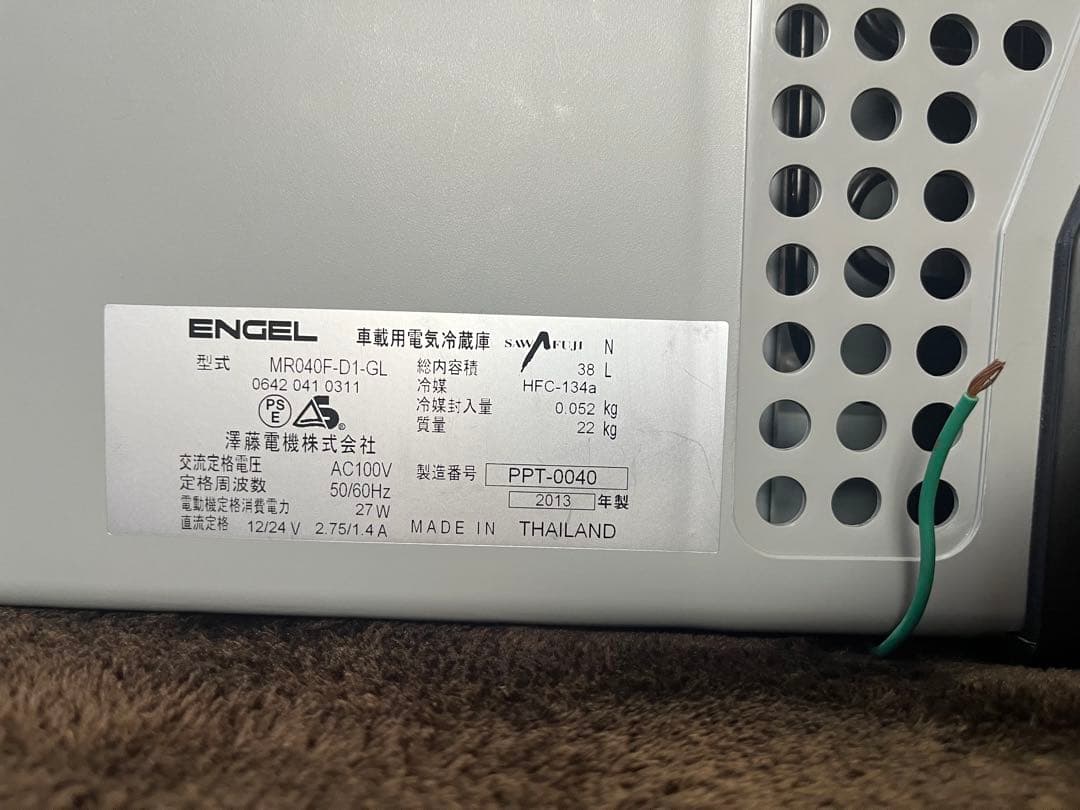 ENGEL 車載用電気冷蔵庫 SAWAFUJI N
型式 MR040F-D1-GL
0642 041 0311
PS E
澤藤電機株式会社
交流定格電圧 AC100V
定格周波数 50/60Hz
電動機定格消費電力 27W
直流定格 12/24 V 2.75/1.4 A
総内容積 38 L
冷媒 HFC-134a
冷媒封入量 0.052 kg
質量 22 kg
製造番号 PPT-0040
2013 年製
MADE IN THAILAND